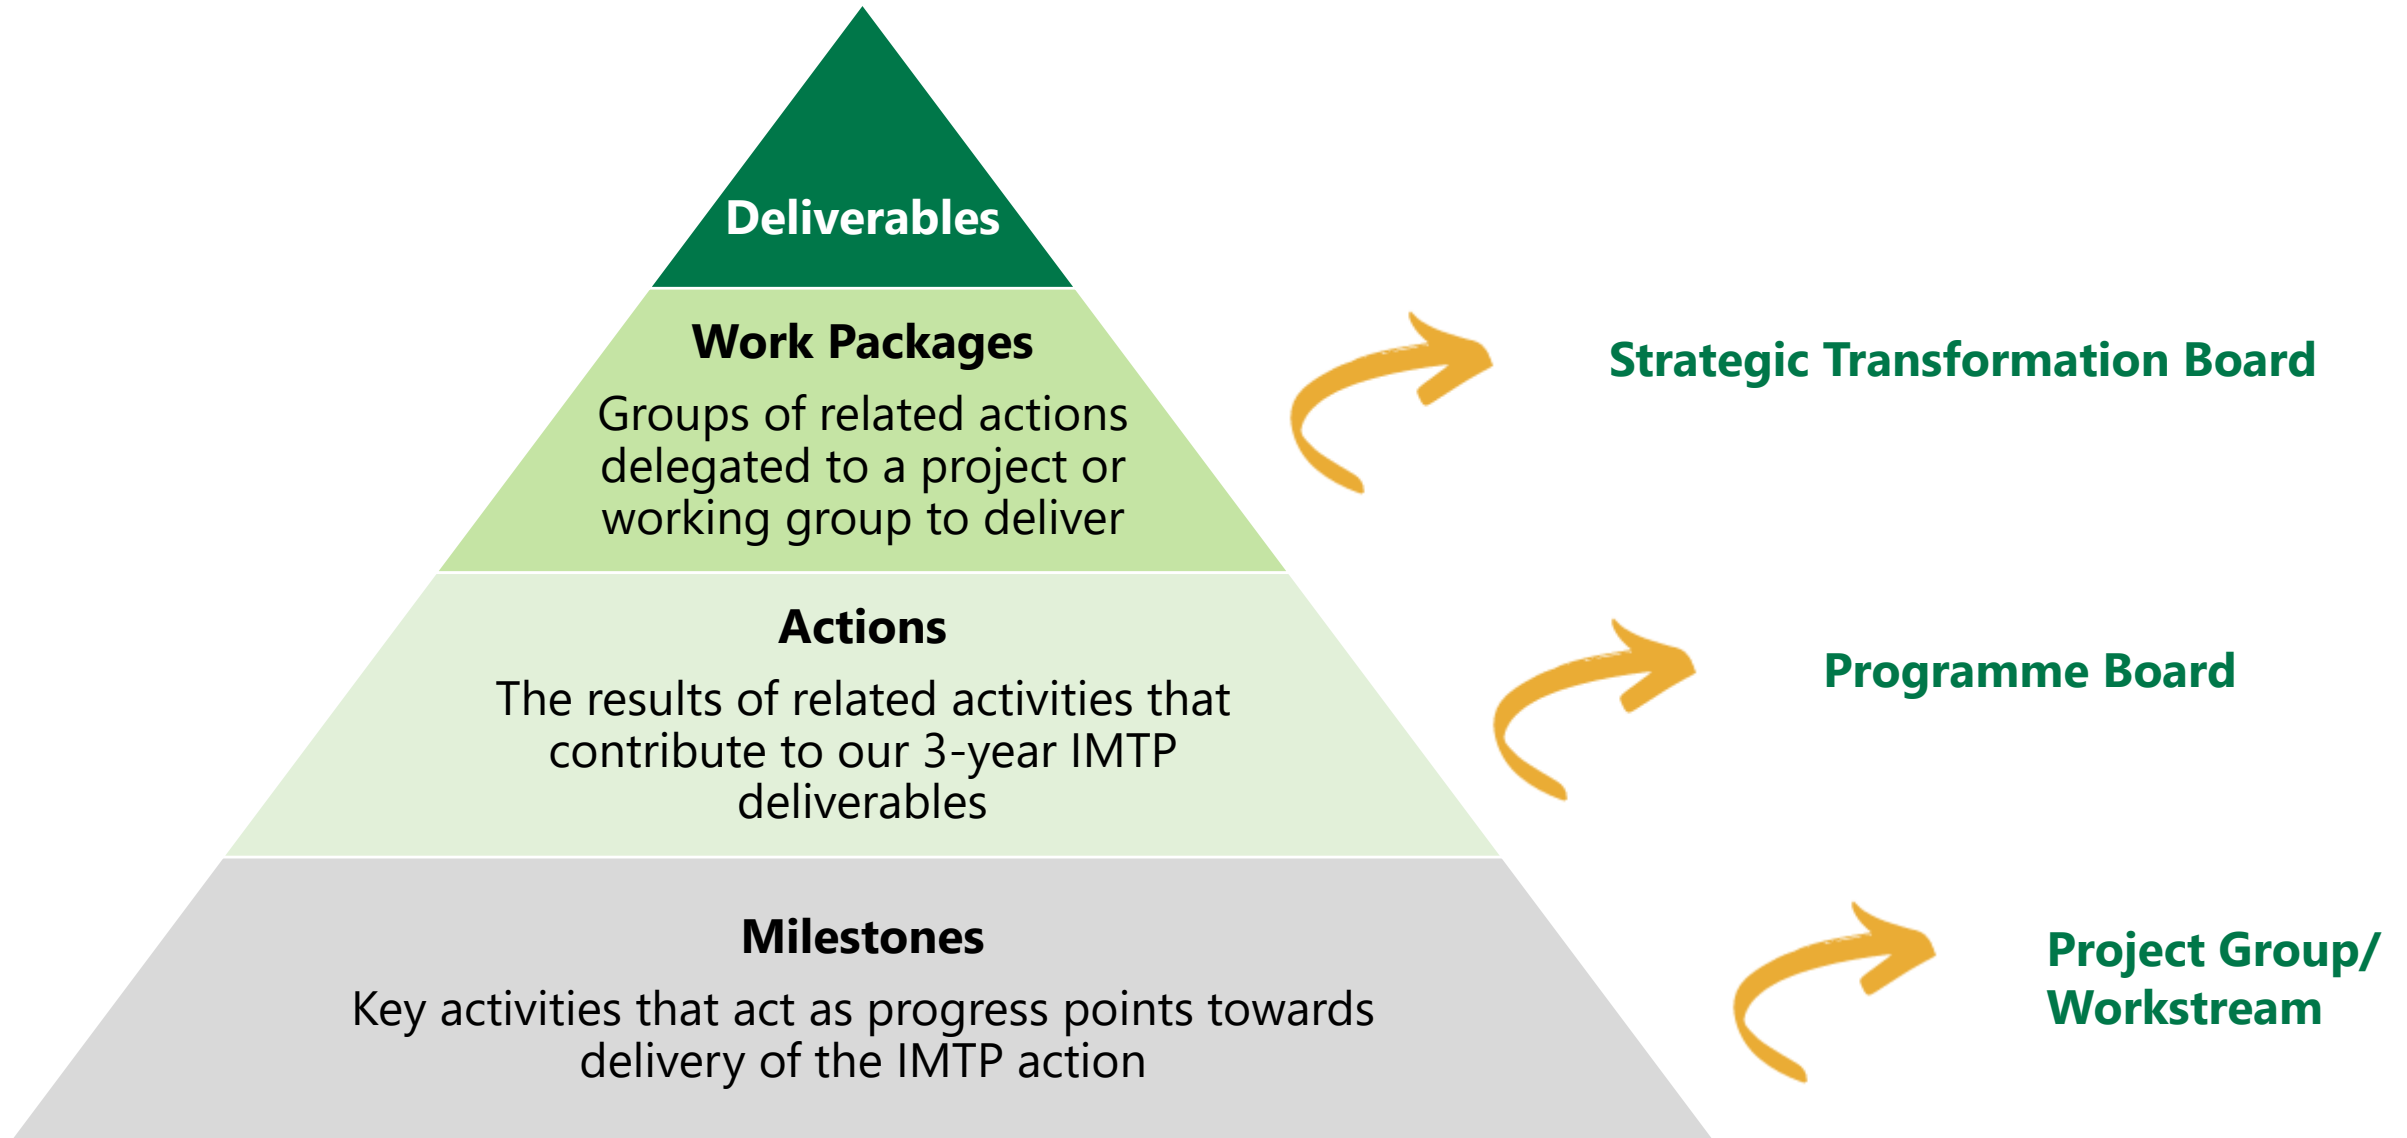 Deliverables
Work Packages
Groups of related actions
delegated to a project or
working group to deliver
Strategic Transformation Board
Actions
The results of related activities that
contribute to our 3-year IMTP
deliverables
Programme Board
Milestones
Key activities that act as progress points towards
delivery of the IMTP action
Project Group/
Workstream